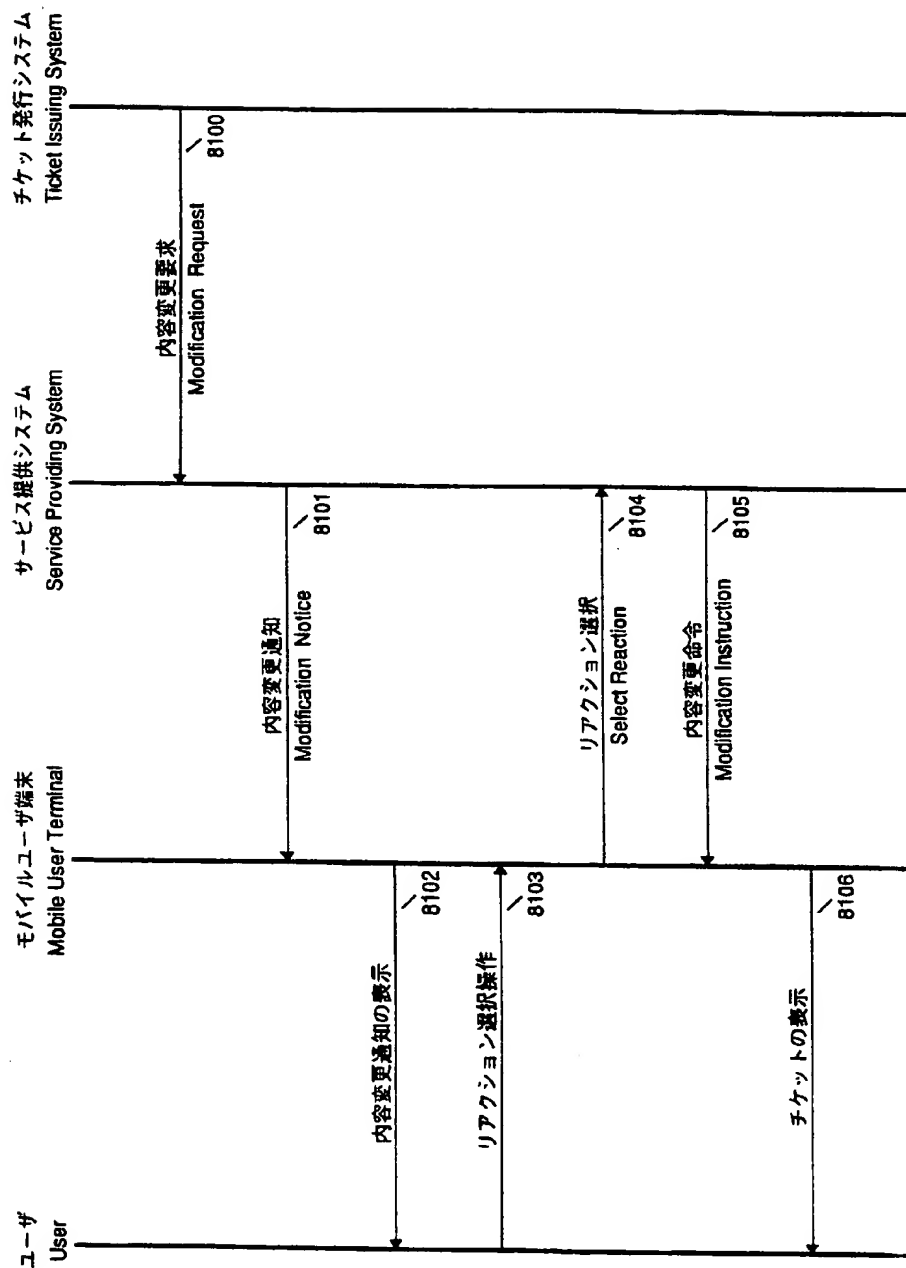 ユーザ
User
モバイルユーザ端末
Mobile User Terminal
サービス提供システム
Service Providing System
チケット発行システム
Ticket Issuing System
内容変更要求
Modification Request
8100
内容変更通知
Modification Notice
8101
内容変更通知の表示
8102
リアクション選択操作
8103
リアクション選択
Select Reaction
8104
内容変更命令
Modification Instruction
8105
チケットの表示
8106